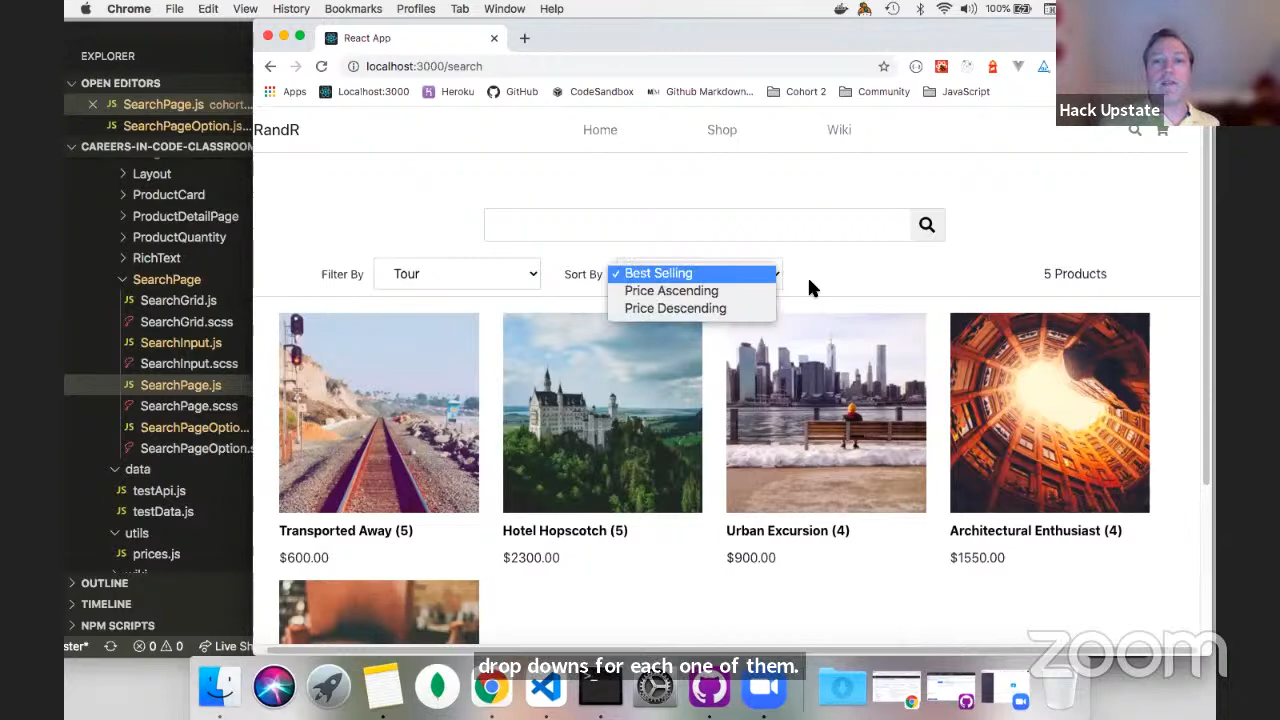 Chrome File Edit View History Bookmarks Profiles Tab Window Help 100%
EXPLORER
OPEN EDITORS
SearchPage.js cohort...
SearchPageOption.js...
CAREERS-IN-CODE-CLASSROOM
Layout
ProductCard
ProductDetailPage
ProductQuantity
RichText
SearchPage
SearchGrid.js
SearchGrid.scss
SearchInput.js
SearchInput.scss
SearchPage.js
SearchPage.scss
SearchPageOptio...
SearchPageOption.s
data
testApi.js
testData.js
utils
prices.js
OUTLINE
TIMELINE
NPM SCRIPTS
ster* 0 0 Live Sh
React App
localhost:3000/search
Apps Localhost:3000 Heroku GitHub CodeSandbox Github Markdown... Cohort 2 Community JavaScript
Hack Upstate
RandR Home Shop Wiki
Filter By Tour Sort By Best Selling 5 Products
Price Ascending
Price Descending
Transported Away (5) Hotel Hopscotch (5) Urban Excursion (4) Architectural Enthusiast (4)
$600.00 $2300.00 $900.00 $1550.00
drop downs for each one of them.
zoom